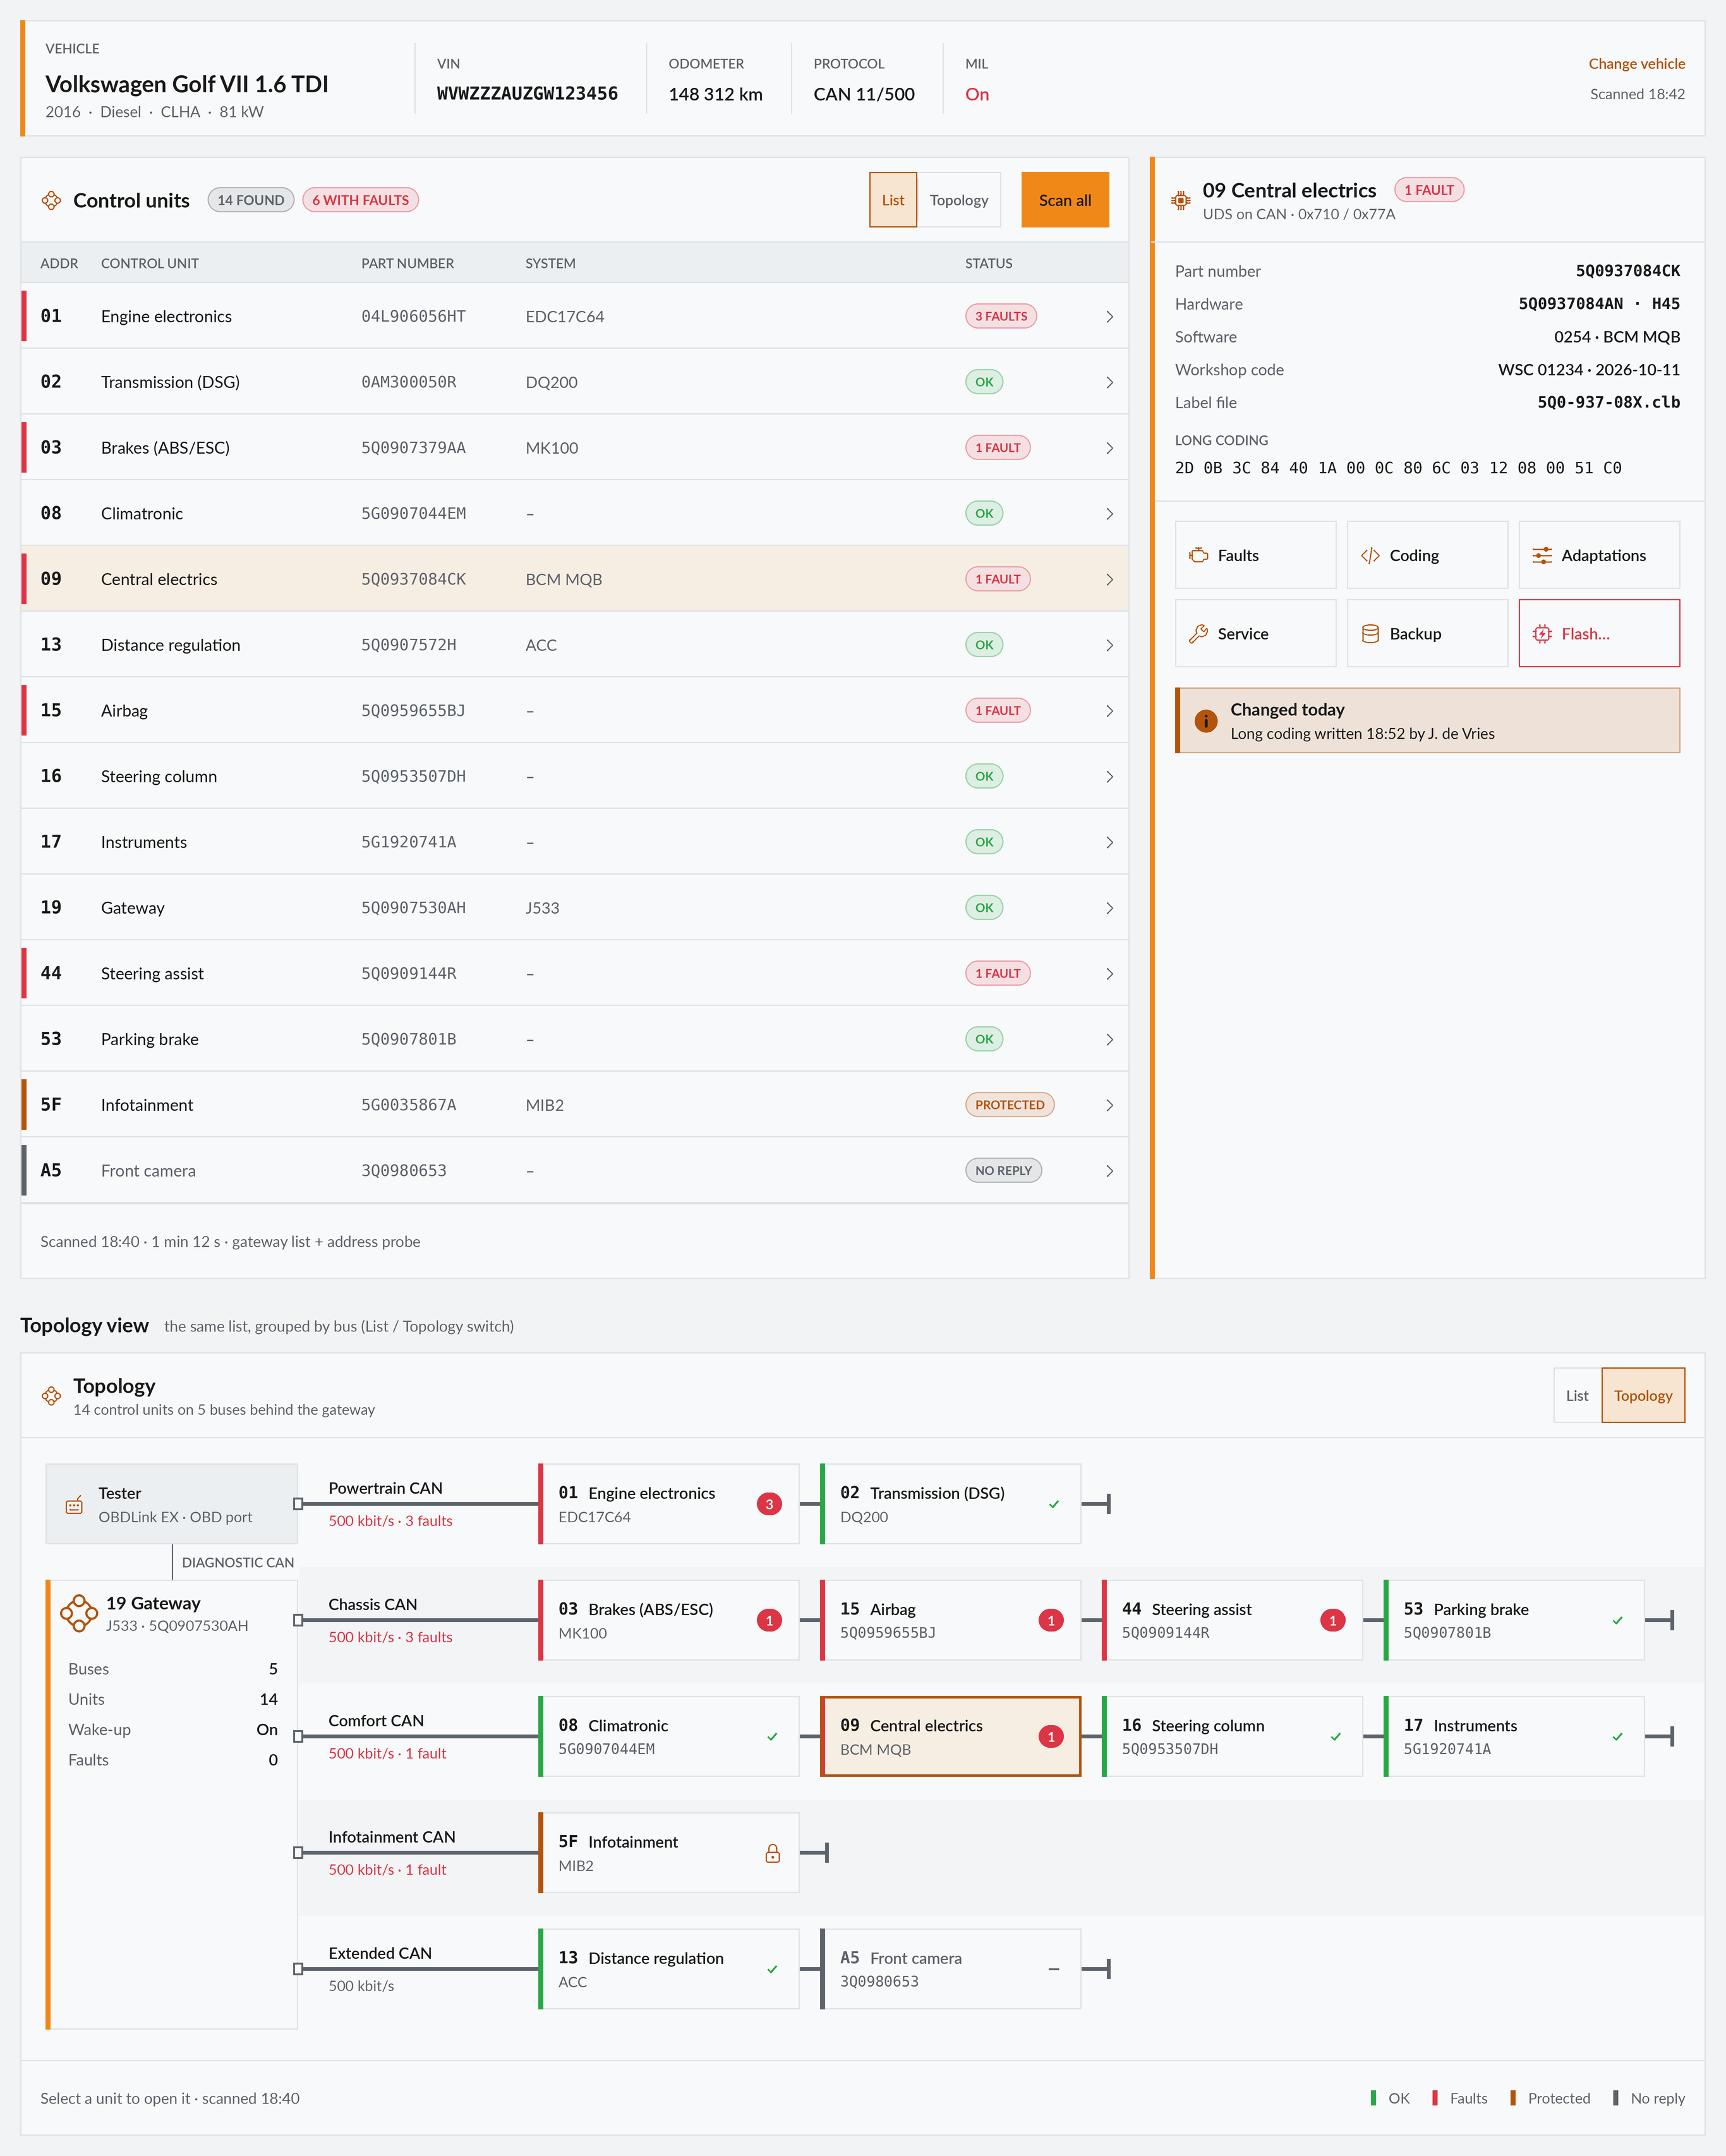 VEHICLE
Volkswagen Golf VII 1.6 TDI
2016 · Diesel · CLHA · 81 kW
VIN
WVWZZZAUZGW123456
ODOMETER
148 312 km
PROTOCOL
CAN 11/500
MIL
On
Change vehicle
Scanned 18:42
Control units
14 FOUND
6 WITH FAULTS
List
Topology
Scan all
ADDR CONTROL UNIT PART NUMBER SYSTEM STATUS
01 Engine electronics 04L906056HT EDC17C64 3 FAULTS
02 Transmission (DSG) 0AM300050R DQ200 OK
03 Brakes (ABS/ESC) 5Q0907379AA MK100 1 FAULT
08 Climatronic 5G0907044EM – OK
09 Central electrics 5Q0937084CK BCM MQB 1 FAULT
13 Distance regulation 5Q0907572H ACC OK
15 Airbag 5Q0959655BJ – 1 FAULT
16 Steering column 5Q0953507DH – OK
17 Instruments 5G1920741A – OK
19 Gateway 5Q0907530AH J533 OK
44 Steering assist 5Q0909144R – 1 FAULT
53 Parking brake 5Q0907801B – OK
5F Infotainment 5G0035867A MIB2 PROTECTED
A5 Front camera 3Q0980653 – NO REPLY
Scanned 18:40 · 1 min 12 s · gateway list + address probe
09 Central electrics 1 FAULT
UDS on CAN · 0x710 / 0x77A
Part number 5Q0937084CK
Hardware 5Q0937084AN · H45
Software 0254 · BCM MQB
Workshop code WSC 01234 · 2026-10-11
Label file 5Q0-937-08X.clb
LONG CODING
2D 0B 3C 84 40 1A 00 0C 80 6C 03 12 08 00 51 C0
Faults
Coding
Adaptations
Service
Backup
Flash...
Changed today
Long coding written 18:52 by J. de Vries
Topology view the same list, grouped by bus (List / Topology switch)
Topology
14 control units on 5 buses behind the gateway
List
Topology
Tester
OBDLink EX · OBD port
DIAGNOSTIC CAN
19 Gateway
J533 · 5Q0907530AH
Buses 5
Units 14
Wake-up On
Faults 0
Powertrain CAN
500 kbit/s · 3 faults
01 Engine electronics
EDC17C64
3
02 Transmission (DSG)
DQ200
Chassis CAN
500 kbit/s · 3 faults
03 Brakes (ABS/ESC)
MK100
1
15 Airbag
5Q0959655BJ
1
44 Steering assist
5Q0909144R
1
53 Parking brake
5Q0907801B
Comfort CAN
500 kbit/s · 1 fault
08 Climatronic
5G0907044EM
09 Central electrics
BCM MQB
1
16 Steering column
5Q0953507DH
17 Instruments
5G1920741A
Infotainment CAN
500 kbit/s · 1 fault
5F Infotainment
MIB2
Extended CAN
500 kbit/s
13 Distance regulation
ACC
A5 Front camera
3Q0980653
–
Select a unit to open it · scanned 18:40
OK
Faults
Protected
No reply